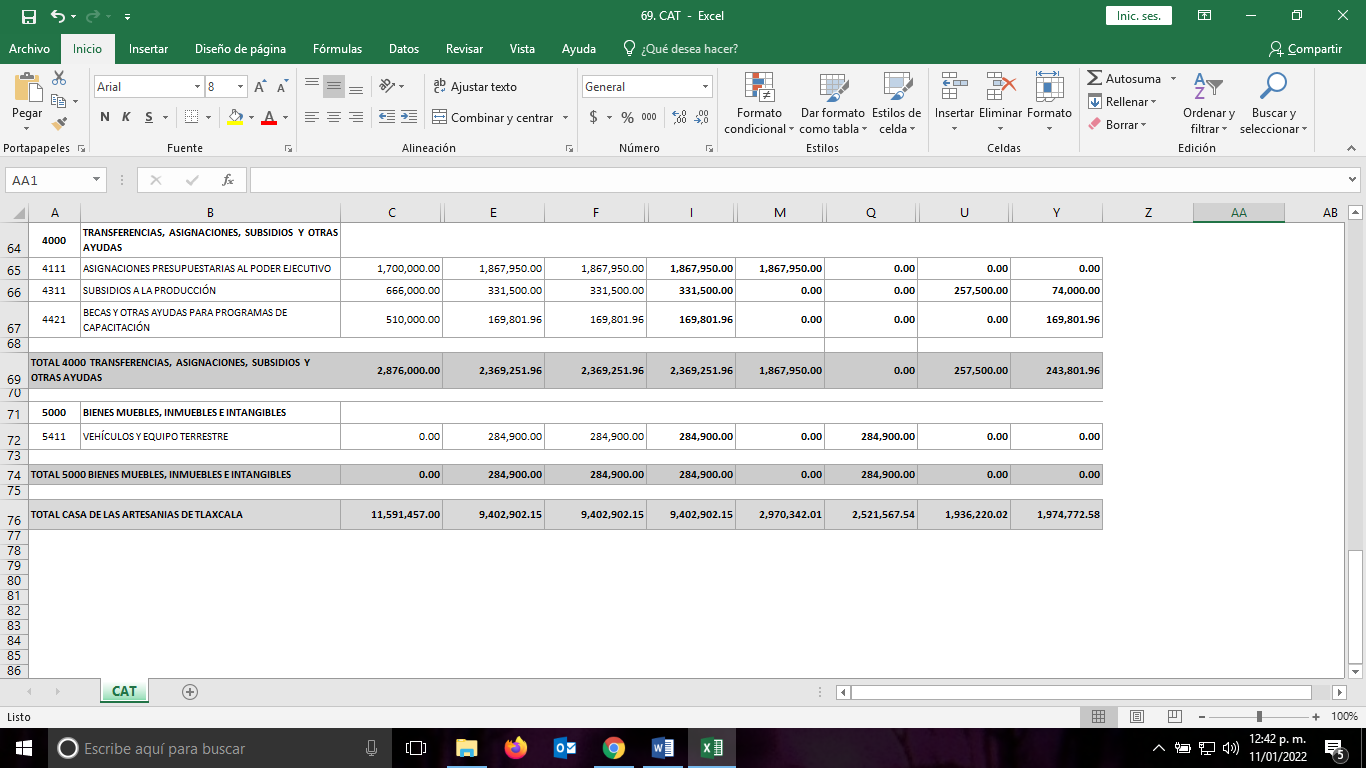 69. CAT - Excel
Inic. ses.
Archivo Inicio Insertar Diseño de página Fórmulas Datos Revisar Vista Ayuda ¿Qué desea hacer? Compartir
Pegar
Portapapeles
Arial 8
N K S
Fuente
Ajustar texto
Combinar y centrar
Alineación
General
$ % 000
Número
Formato condicional
Dar formato como tabla
Estilos de celda
Estilos
Insertar Eliminar Formato
Celdas
Autosuma
Rellenar
Borrar
Ordenar y filtrar
Buscar y seleccionar
Edición
AA1 fx
A B C E F I M Q U Y Z AA AB
64 4000 TRANSFERENCIAS, ASIGNACIONES, SUBSIDIOS Y OTRAS
AYUDAS
65 4111 ASIGNACIONES PRESUPUESTARIAS AL PODER EJECUTIVO 1,700,000.00 1,867,950.00 1,867,950.00 1,867,950.00 1,867,950.00 0.00 0.00 0.00
66 4311 SUBSIDIOS A LA PRODUCCIÓN 666,000.00 331,500.00 331,500.00 331,500.00 0.00 0.00 257,500.00 74,000.00
67 4421 BECAS Y OTRAS AYUDAS PARA PROGRAMAS DE
CAPACITACIÓN 510,000.00 169,801.96 169,801.96 169,801.96 0.00 0.00 0.00 169,801.96
68
69 TOTAL 4000 TRANSFERENCIAS, ASIGNACIONES, SUBSIDIOS Y
OTRAS AYUDAS 2,876,000.00 2,369,251.96 2,369,251.96 2,369,251.96 1,867,950.00 0.00 257,500.00 243,801.96
70
71 5000 BIENES MUEBLES, INMUEBLES E INTANGIBLES
72 5411 VEHÍCULOS Y EQUIPO TERRESTRE 0.00 284,900.00 284,900.00 284,900.00 0.00 284,900.00 0.00 0.00
73
74 TOTAL 5000 BIENES MUEBLES, INMUEBLES E INTANGIBLES 0.00 284,900.00 284,900.00 284,900.00 0.00 284,900.00 0.00 0.00
75
76 TOTAL CASA DE LAS ARTESANIAS DE TLAXCALA 11,591,457.00 9,402,902.15 9,402,902.15 9,402,902.15 2,970,342.01 2,521,567.54 1,936,220.02 1,974,772.58
77
78
79
80
81
82
83
84
85
86
CAT
Listo
100%
Escribe aquí para buscar
12:42 p. m.
11/01/2022
5